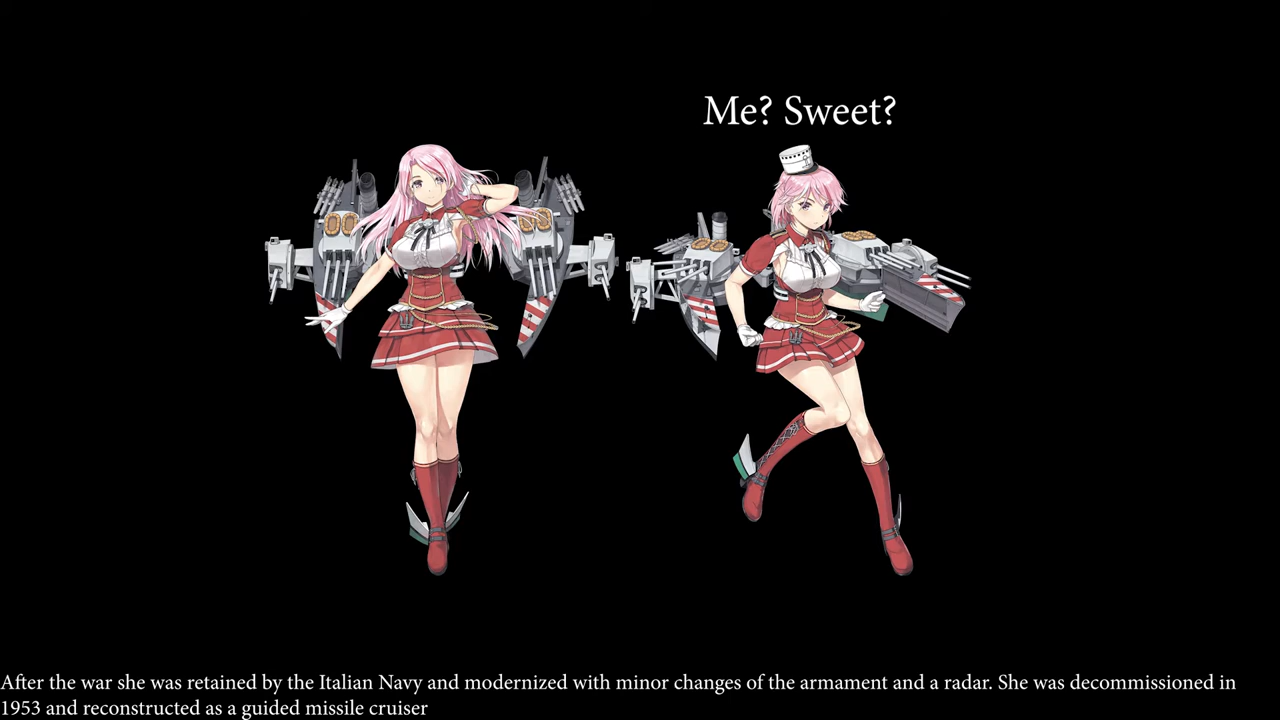 Me? Sweet?
After the war she was retained by the Italian Navy and modernized with minor changes of the armament and a radar. She was decommissioned in
1953 and reconstructed as a guided missile cruiser